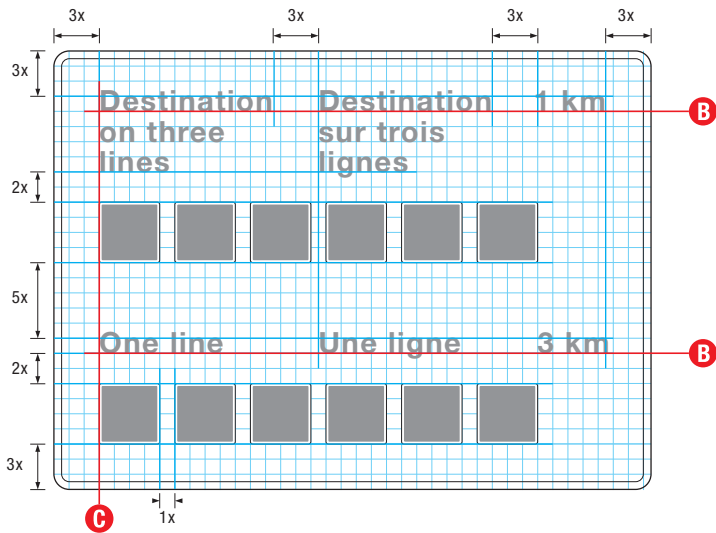 3x 3x 3x 3x
3x
Destination Destination 1 km
B
on three sur trois
lines lignes
2x
5x
One line Une ligne 3 km
B
2x
3x
1x
C